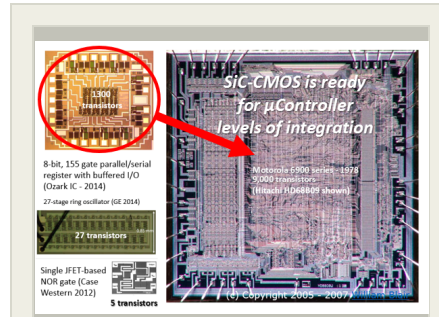 1300
transistors
SiC-CMOS is ready
for µController
levels of integration
Motorola 6900 series - 1978
9,000 transistors
(Hitachi HD68B09 shown)
8-bit, 155 gate parallel/serial
register with buffered I/O
(Ozark IC - 2014)
27-stage ring oscillator (GE 2014)
27 transistors
Single JFET-based
NOR gate (Case
Western 2012)
5 transistors
(c) Copyright 2005 - 2007